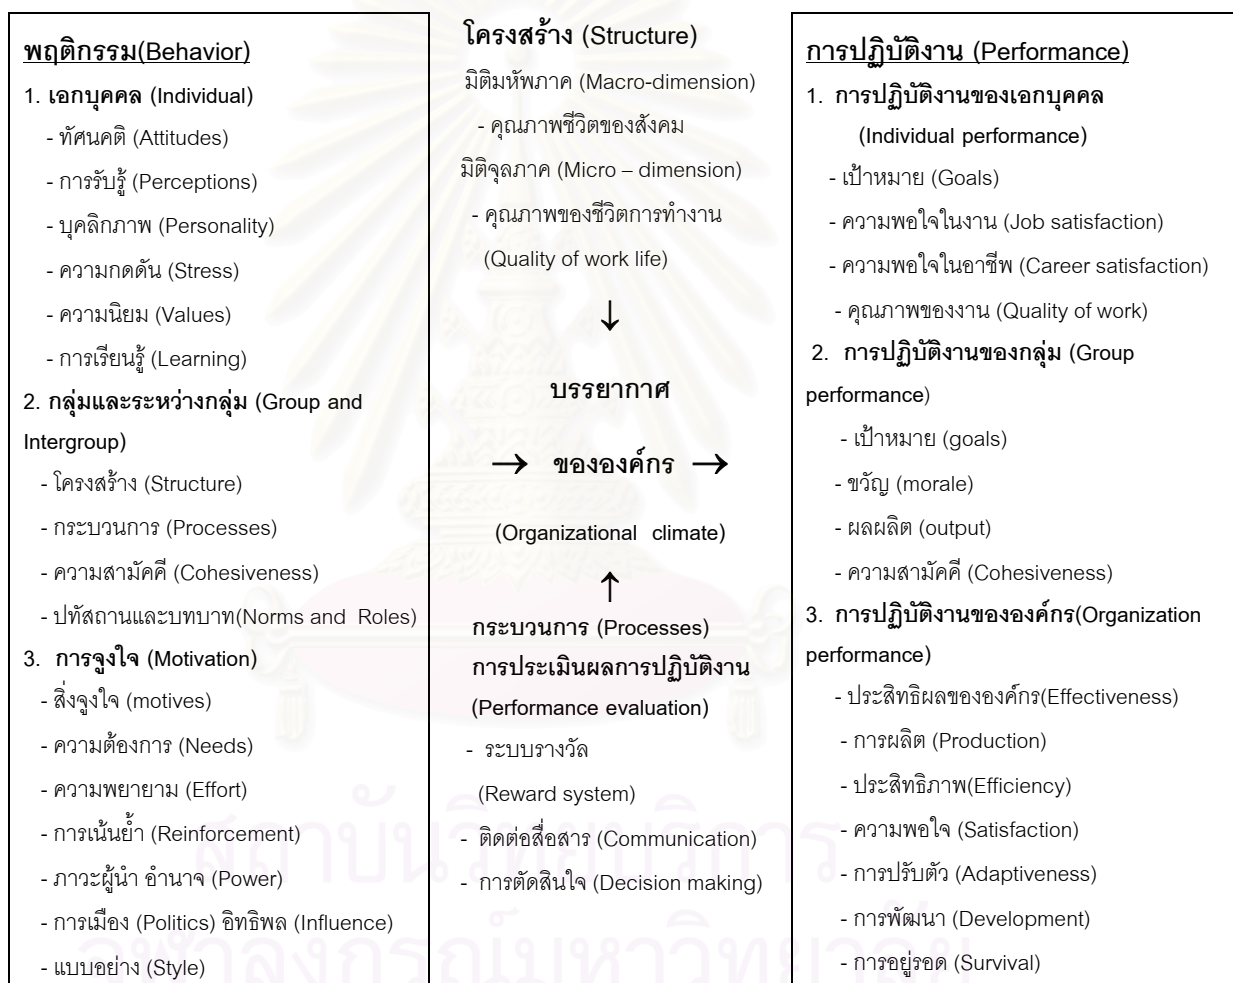 พฤติกรรม(Behavior)
1. เอกบุคคล (Individual)
- ทัศนคติ (Attitudes)
- การรับรู้ (Perceptions)
- บุคลิกภาพ (Personality)
- ความกดดัน (Stress)
- ความนิยม (Values)
- การเรียนรู้ (Learning)
2. กลุ่มและระหว่างกลุ่ม (Group and
Intergroup)
- โครงสร้าง (Structure)
- กระบวนการ (Processes)
- ความสามัคคี (Cohesiveness)
- ปทัสถานและบทบาท(Norms and Roles)
3. การจูงใจ (Motivation)
- สิ่งจูงใจ (motives)
- ความต้องการ (Needs)
- ความพยายาม (Effort)
- การเน้นย้ำ (Reinforcement)
- ภาวะผู้นำ อำนาจ (Power)
- การเมือง (Politics) อิทธิพล (Influence)
- แบบอย่าง (Style)
โครงสร้าง (Structure)
มิติมหัพภาค (Macro-dimension)
- คุณภาพชีวิตของสังคม
มิติจุลภาค (Micro – dimension)
- คุณภาพของชีวิตการทำงาน
(Quality of work life)
↓
บรรยากาศ
→ ขององค์กร →
(Organizational climate)
↑
กระบวนการ (Processes)
การประเมินผลการปฏิบัติงาน
(Performance evaluation)
- ระบบรางวัล
(Reward system)
- ติดต่อสื่อสาร (Communication)
- การตัดสินใจ (Decision making)
การปฏิบัติงาน (Performance)
1. การปฏิบัติงานของเอกบุคคล
(Individual performance)
- เป้าหมาย (Goals)
- ความพอใจในงาน (Job satisfaction)
- ความพอใจในอาชีพ (Career satisfaction)
- คุณภาพของงาน (Quality of work)
2. การปฏิบัติงานของกลุ่ม (Group
performance)
- เป้าหมาย (goals)
- ขวัญ (morale)
- ผลผลิต (output)
- ความสามัคคี (Cohesiveness)
3. การปฏิบัติงานขององค์กร(Organization
performance)
- ประสิทธิผลขององค์กร(Effectiveness)
- การผลิต (Production)
- ประสิทธิภาพ(Efficiency)
- ความพอใจ (Satisfaction)
- การปรับตัว (Adaptiveness)
- การพัฒนา (Development)
- การอยู่รอด (Survival)
สถาบันวิทยบริการ
จุฬาลงกรณ์มหาวิทยาลัย